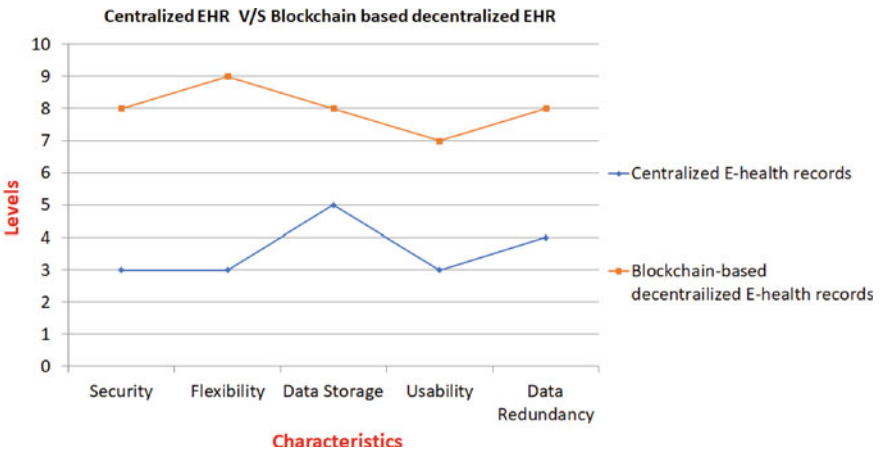 Centralized EHR V/S Blockchain based decentralized EHR
10
9
8
7
6
5
4
3
2
1
0
Levels
Security
Flexibility
Data Storage
Usability
Data
Redundancy
Characteristics
Centralized E-health records
Blockchain-based
decentrailized E-health records